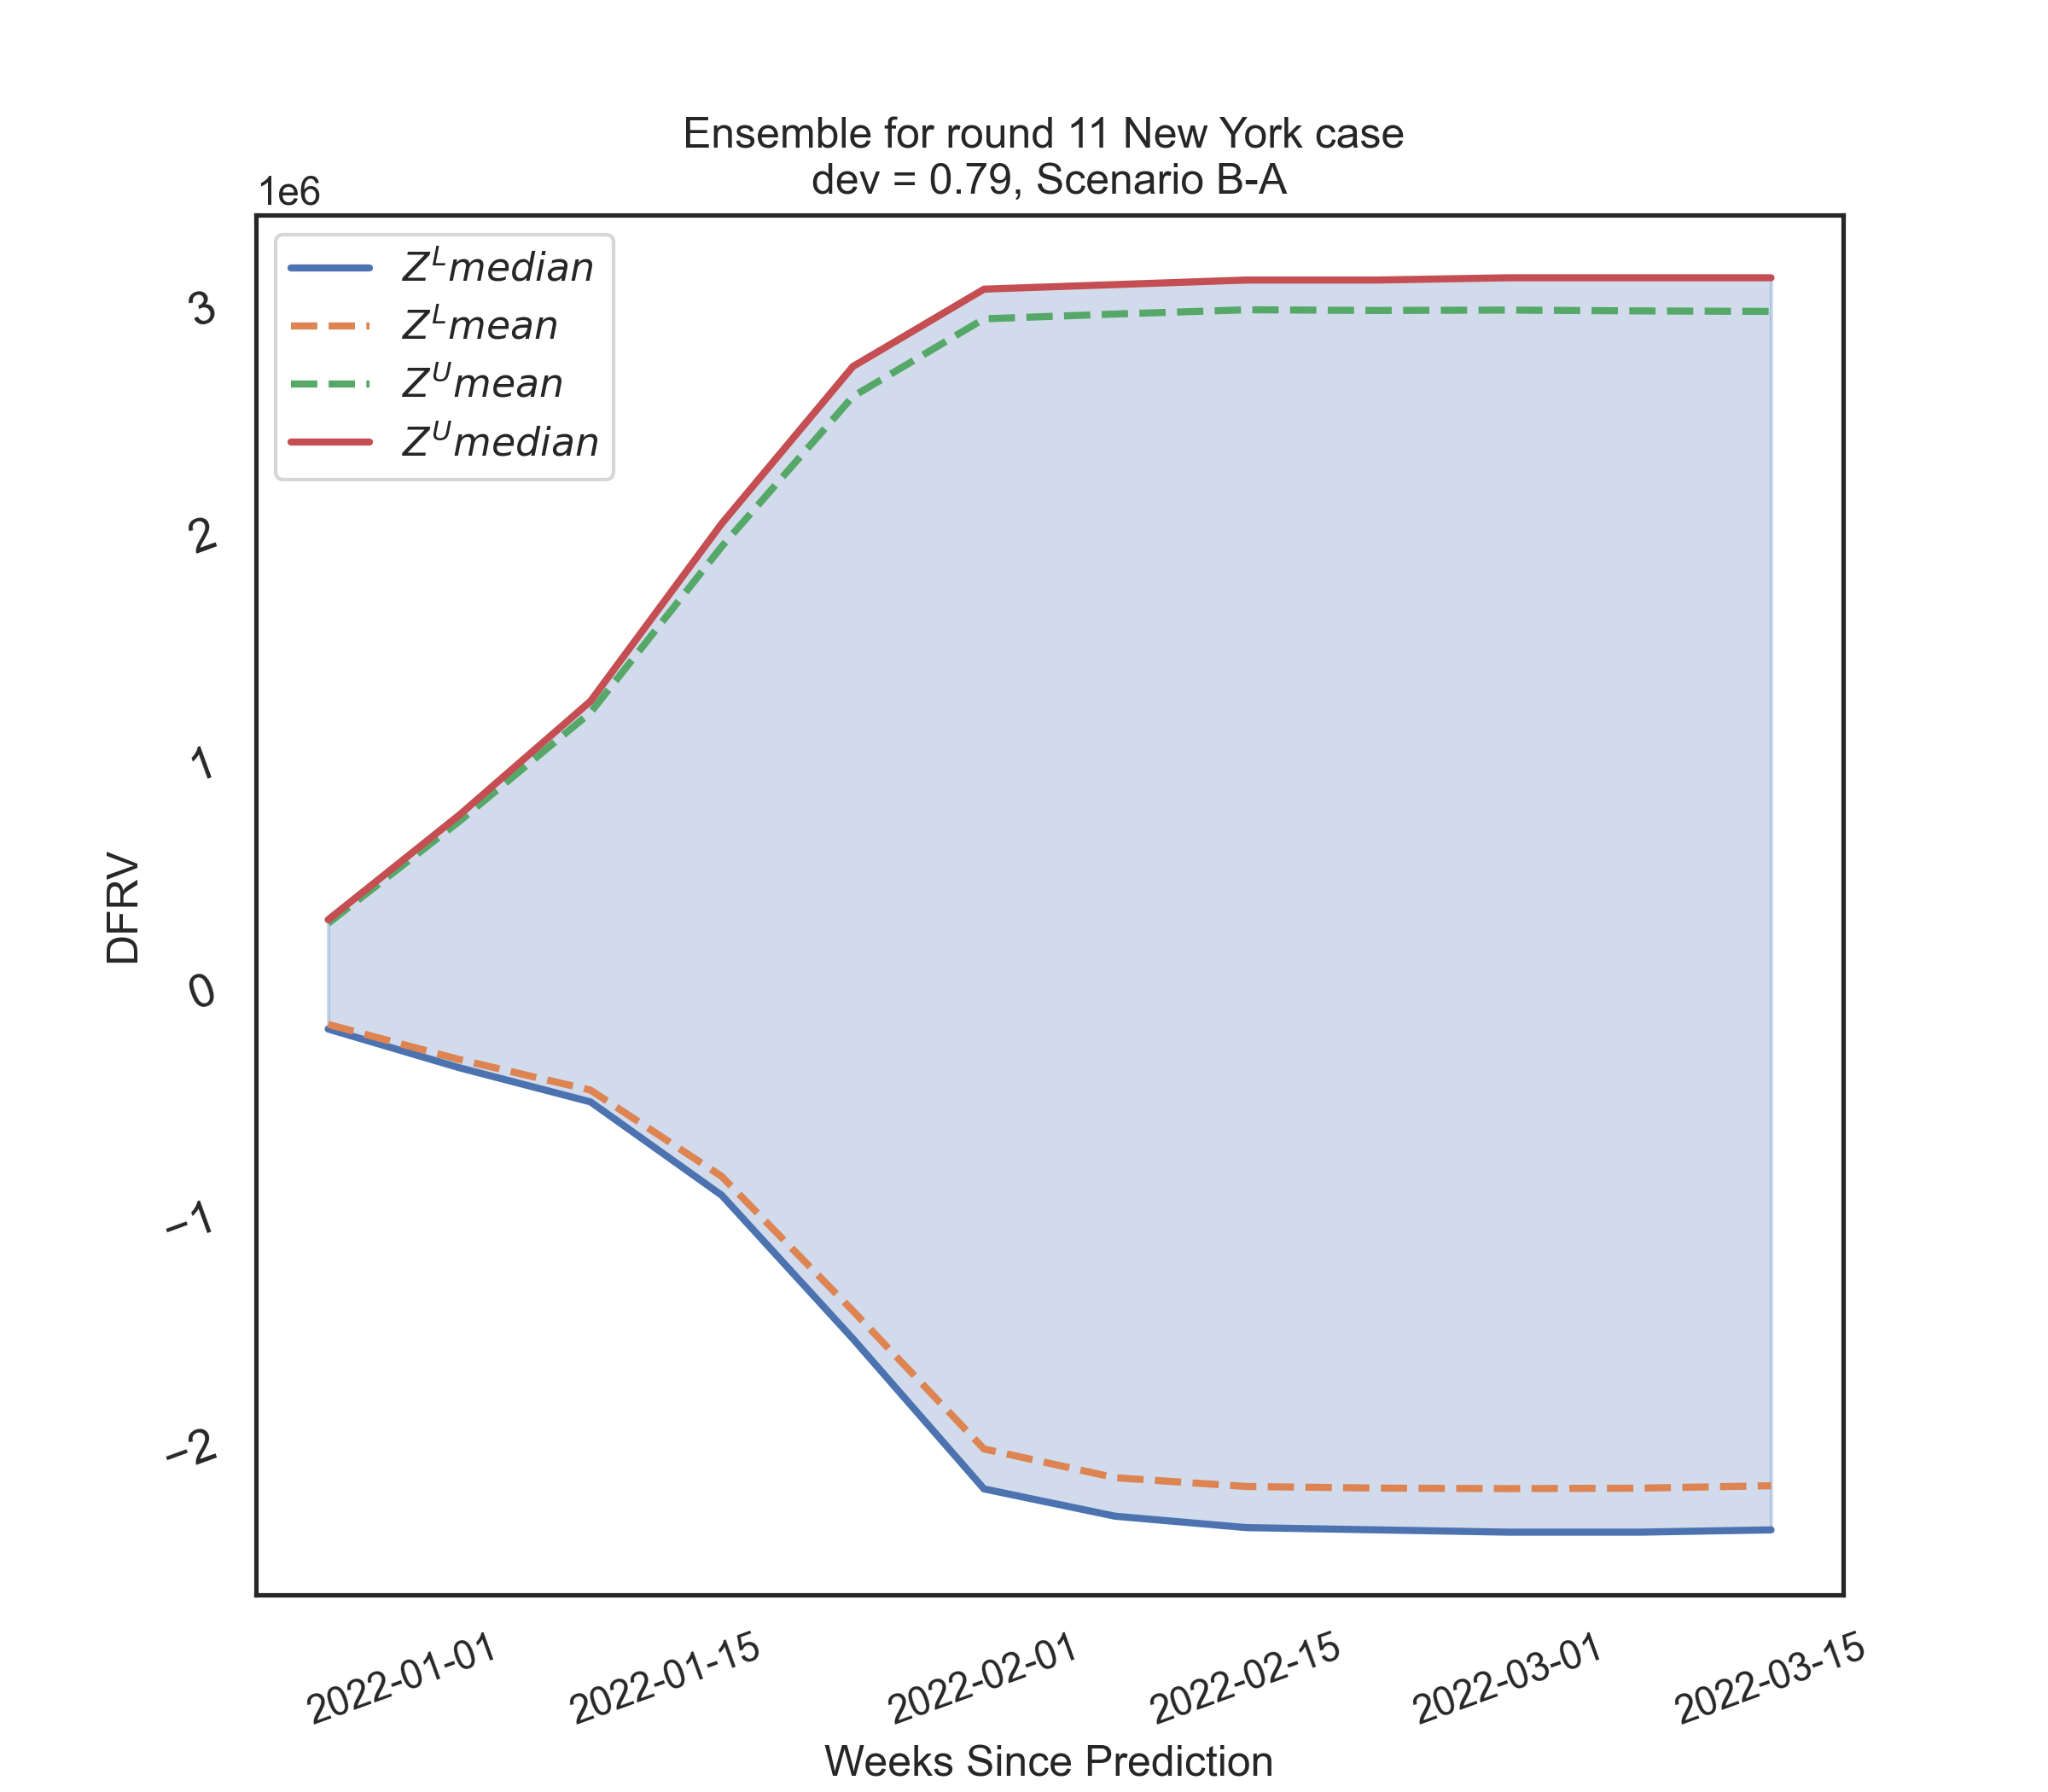 Ensemble for round 11 New York case
dev = 0.79, Scenario B-A
1e6
Z^L median
Z^L mean
Z^U mean
Z^U median
3
2
1
0
−1
−2
DFRV
2022-01-01
2022-01-15
2022-02-01
2022-02-15
2022-03-01
2022-03-15
Weeks Since Prediction